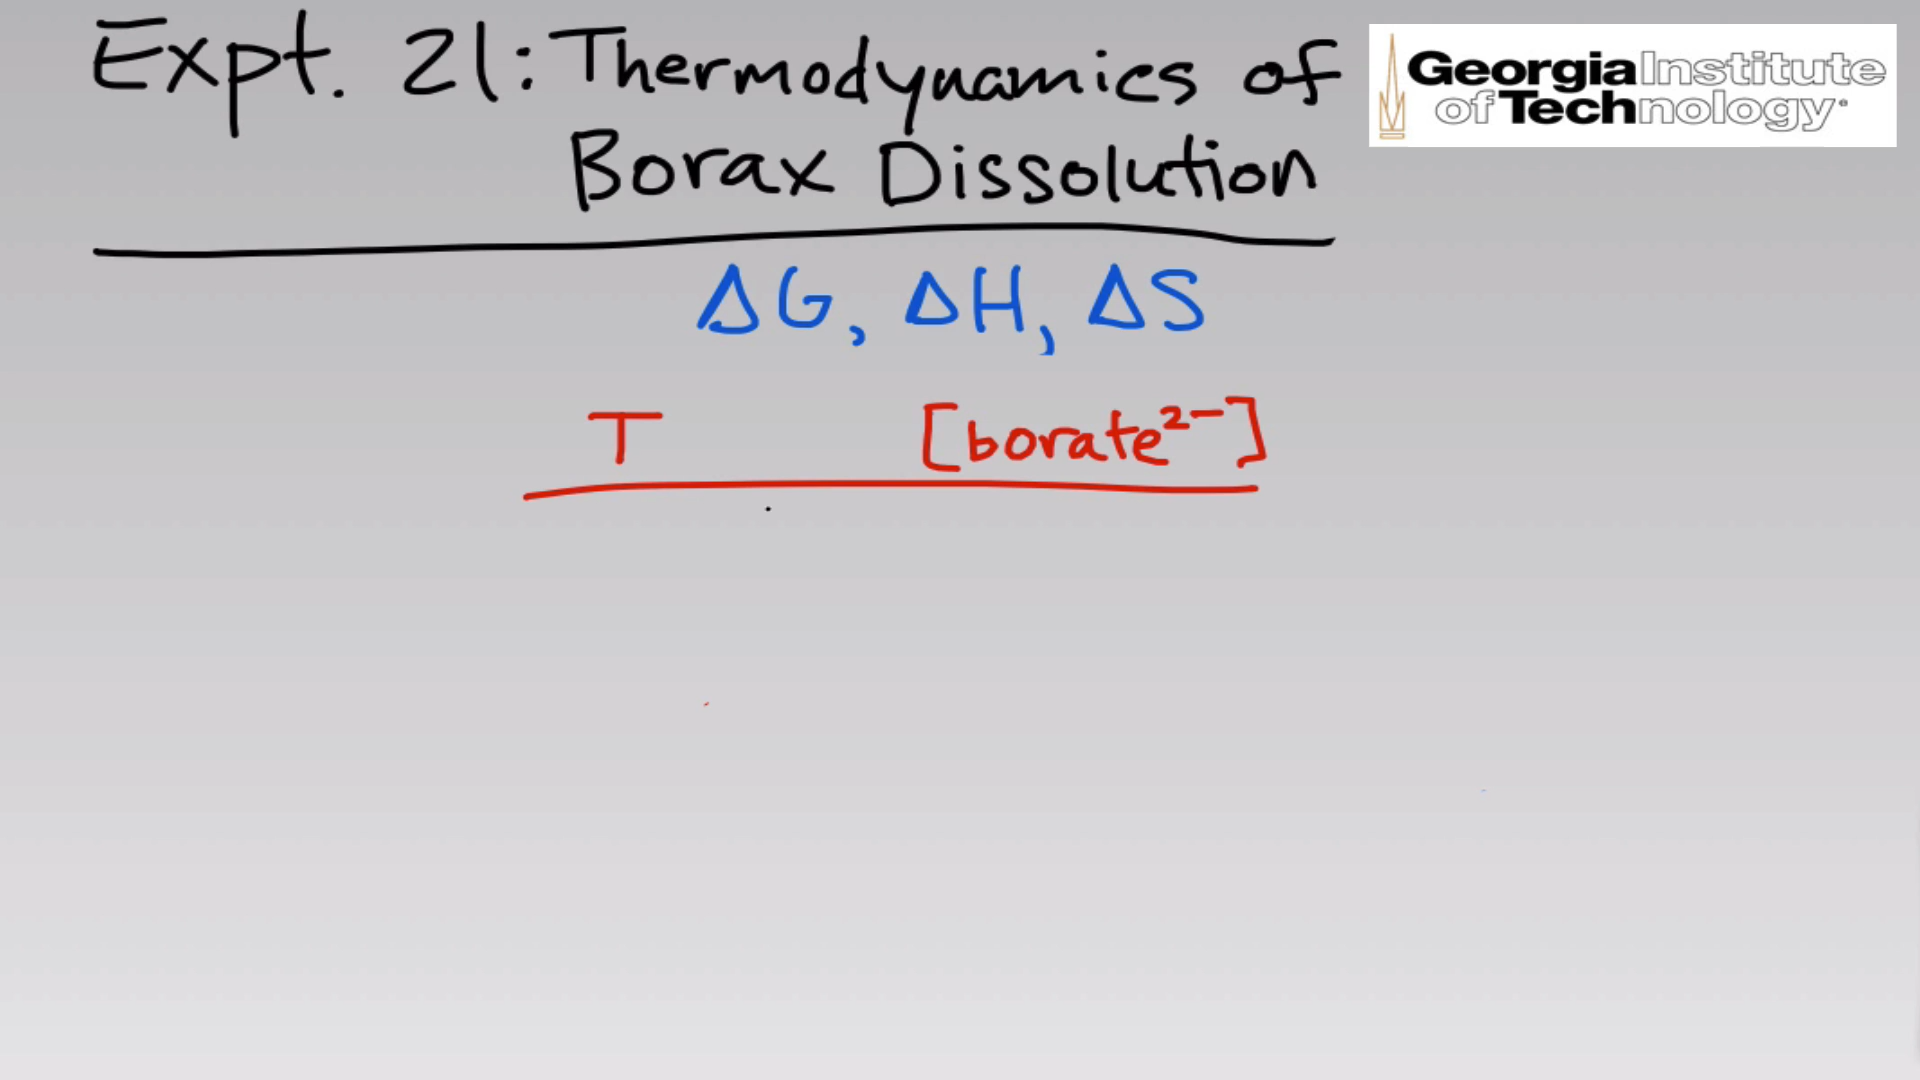 Expt. 21: Thermodynamics of
Borax Dissolution
Georgia Institute
of Technology
ΔG, ΔH, ΔS
T [borate²⁻]